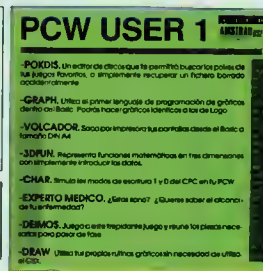 PCW USER 1
AMSTRAD
-POKDIS. Un editor de discos que te permitirá buscar los pokes de
tus juegos favoritos, o simplemente recuperar un fichero borrado
accidentalmente
-GRAPH. Utiliza el primer lenguaje de programación de gráficos
dentro del Basic. Podrás hacer gráficos idénticos a los de Logo
-VOLCADOR. Saca por impresora tus pantallas desde el Basic a
tamaño DIN A4
-3DFUN. Representa funciones matemáticas en tres dimensiones
con simplemente introducir los datos.
-CHAR. Simula los modos de escritura 1 y 0 del CPC en tu PCW
-EXPERTO MEDICO. ¿Estás sano? ¿Quieres saber el alcance
de tu enfermedad?
-DEIMOS. Juega a este trepidante juego y reúne las piezas nece-
sarias para pasar de fase
-DRAW Utiliza tus propias rutinas gráficas sin necesidad de utilizar
el GSX.